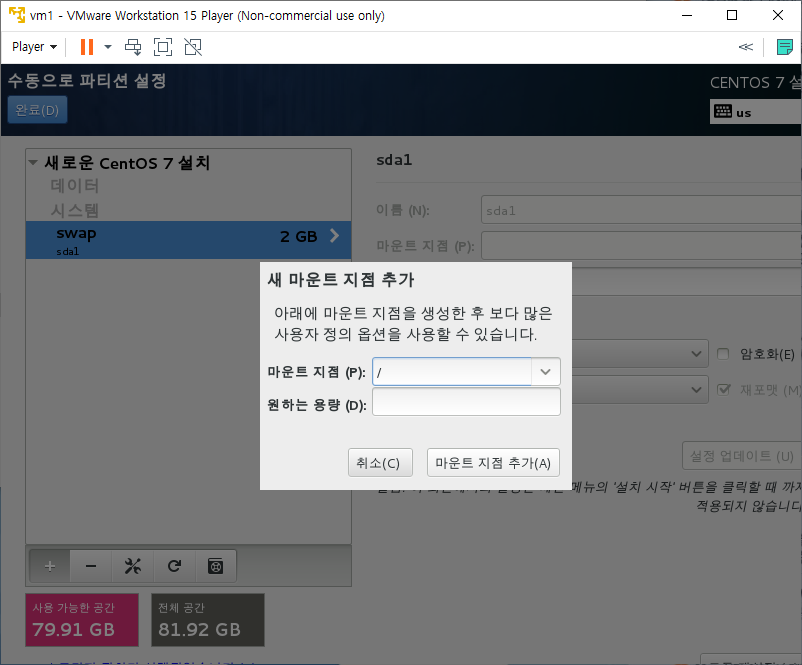 vm1 - VMware Workstation 15 Player (Non-commercial use only)
Player
수동으로 파티션 설정
완료(D)
CENTOS 7 설
us
새로운 CentOS 7 설치
데이터
시스템
swap
2 GB
sda1
sda1
이름 (N):
sda1
마운트 지점 (P):
새 마운트 지점 추가
아래에 마운트 지점을 생성한 후 보다 많은
사용자 정의 옵션을 사용할 수 있습니다.
마운트 지점 (P):
/
원하는 용량 (D):
취소(C)
마운트 지점 추가(A)
암호화(E)
재포맷 (M
설정 업데이트 (U)
메뉴의 '설치 시작' 버튼을 클릭할 때 까
적용되지 않습니다
사용 가능한 공간
79.91 GB
전체 공간
81.92 GB